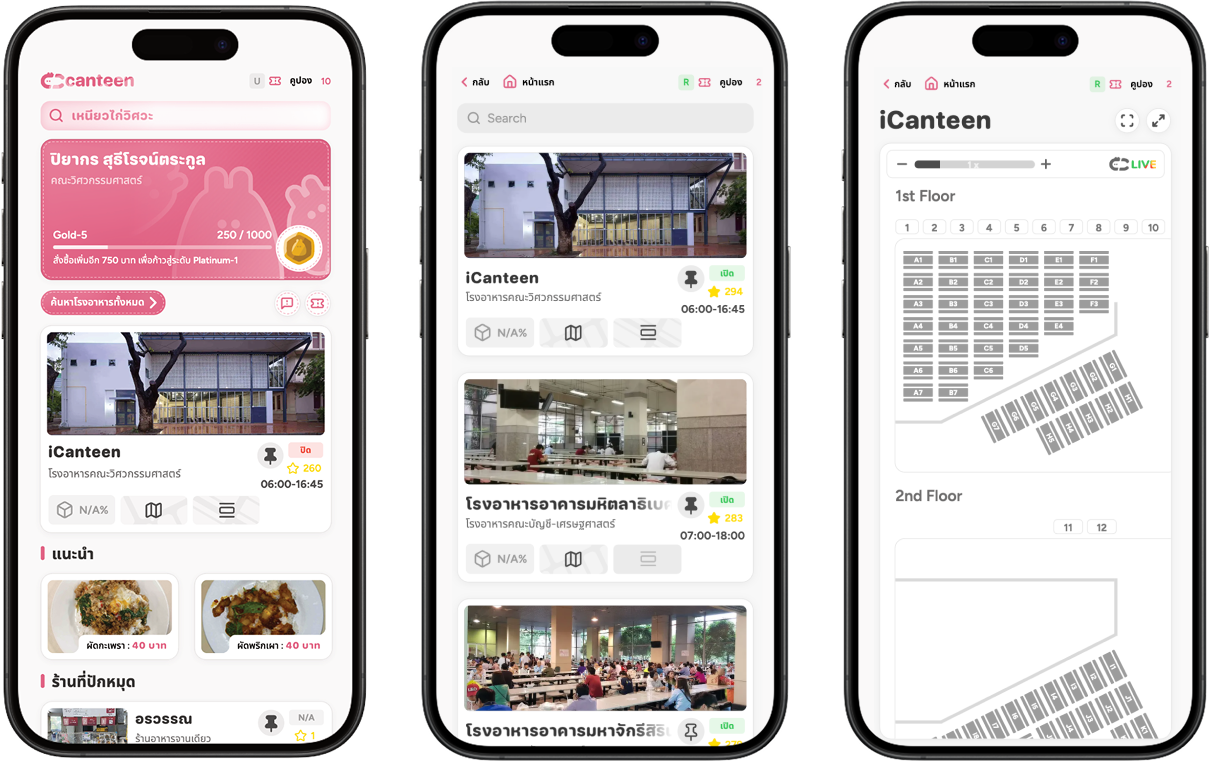 canteen
U คูปอง 10
เหนียวไก่วิศวะ
ปิยากร สุธีโรจน์ตระกูล
คณะวิศวกรรมศาสตร์
Gold-5 250 / 1000
สั่งซื้อเพิ่มอีก 750 บาท เพื่อก้าวสู่ระดับ Platinum-1
ค้นหาโรงอาหารทั้งหมด
iCanteen ปิด
โรงอาหารคณะวิศวกรรมศาสตร์ 260
06:00-16:45
N/A%
แนะนำ
ผัดกะเพรา : 40 บาท
ผัดพริกเผา : 40 บาท
ร้านที่ปักหมุด
อรวรรณ N/A
ร้านอาหารจานเดียว 1
กลับ หน้าแรก R คูปอง 2
Search
iCanteen เปิด
โรงอาหารคณะวิศวกรรมศาสตร์ 294
06:00-16:45
N/A%
โรงอาหารอาคารมหิตลาธิเบศ เปิด
โรงอาหารคณะบัญชี-เศรษฐศาสตร์ 283
07:00-18:00
N/A%
โรงอาหารอาคารมหาจักรีสิริน เปิด
กลับ หน้าแรก R คูปอง 2
iCanteen
1 x LIVE
1st Floor
1 2 3 4 5 6 7 8 9 10
A1 B1 C1 D1 E1 F1
A2 B2 C2 D2 E2 F2
A3 B3 C3 D3 E3 F3
A4 B4 C4 D4 E4
A5 B5 C5 D5
A6 B6 C6
A7 B7
G7 G6 G5 G4 G3 G2 G1
H5 H4 H3 H2 H1
2nd Floor
11 12